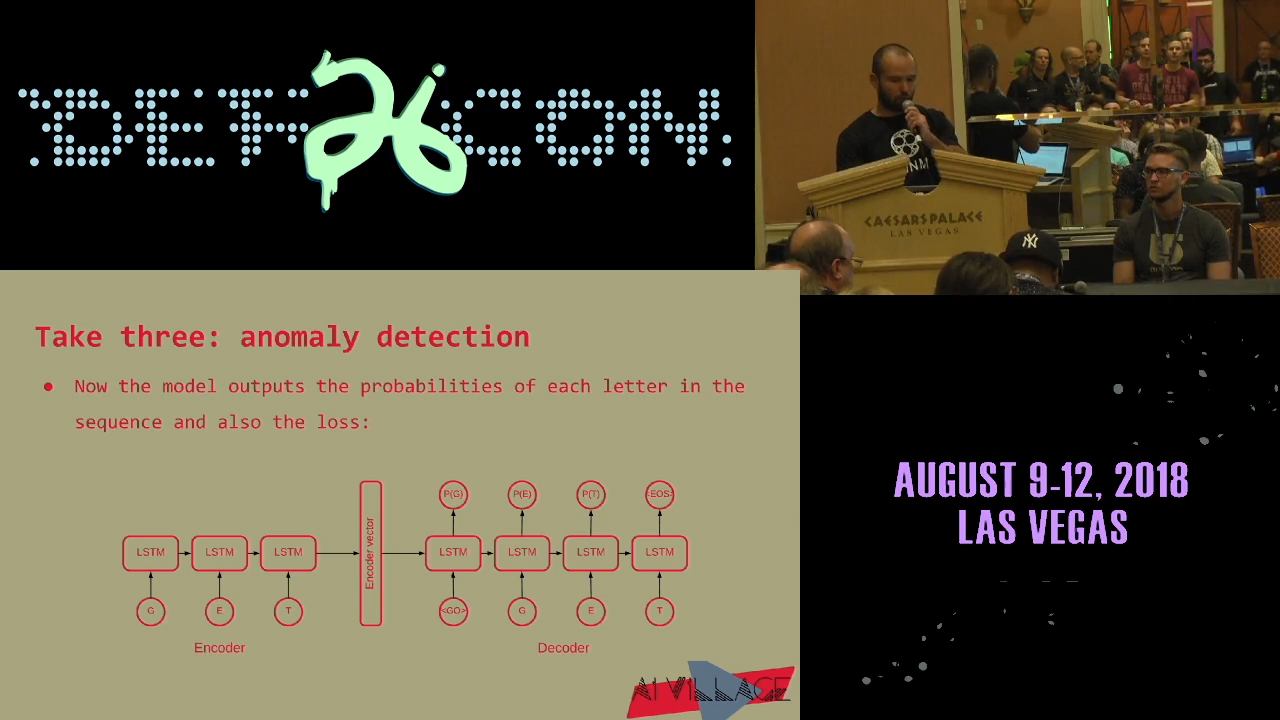 DEF 26 CON
CAESARS PALACE
LAS VEGAS
Take three: anomaly detection
● Now the model outputs the probabilities of each letter in the
sequence and also the loss:
P(G) P(E) P(T) <EOS>
LSTM LSTM LSTM Encoder vector LSTM LSTM LSTM LSTM
G E T <GO> G E T
Encoder Decoder
AI VILLAGE
AUGUST 9-12, 2018
LAS VEGAS